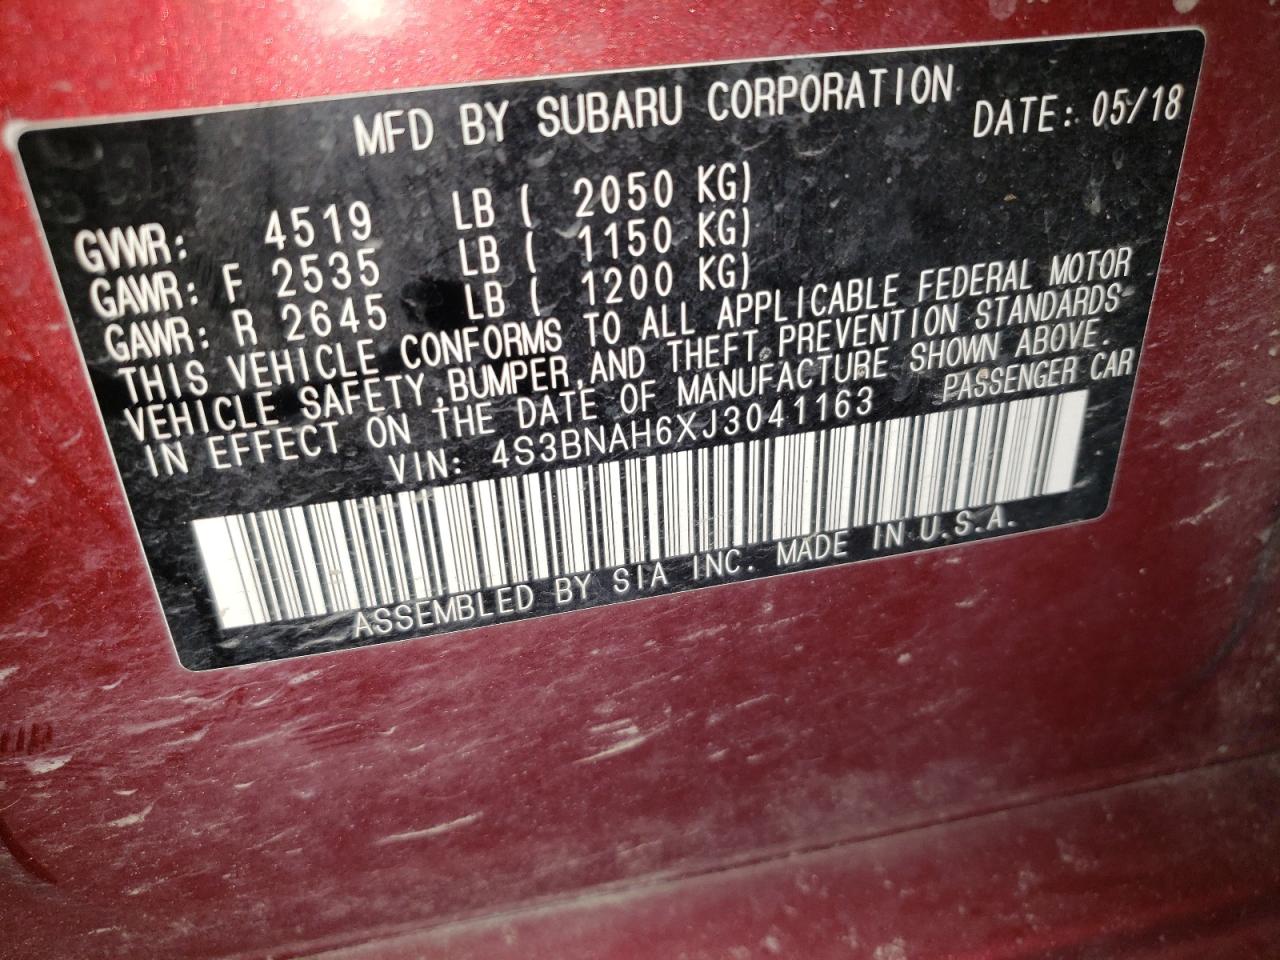 MFD BY SUBARU CORPORATION DATE: 05/18
GVWR: 4519 LB ( 2050 KG)
GAWR: F 2535 LB ( 1150 KG)
GAWR: R 2645 LB ( 1200 KG)
THIS VEHICLE CONFORMS TO ALL APPLICABLE FEDERAL MOTOR
VEHICLE SAFETY,BUMPER,AND THEFT PREVENTION STANDARDS
IN EFFECT ON THE DATE OF MANUFACTURE SHOWN ABOVE.
VIN: 4S3BNAH6XJ3041163 PASSENGER CAR
ASSEMBLED BY SIA INC. MADE IN U.S.A.